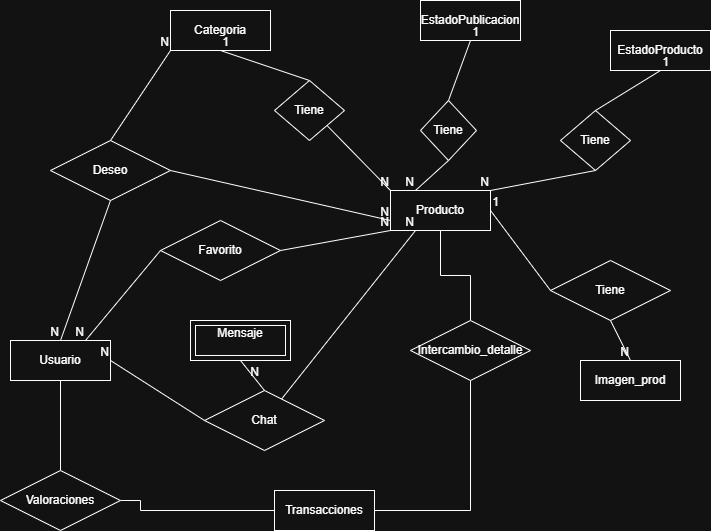 EstadoPublicacion
1
Categoria
1
N
EstadoProducto
1
Tiene
Tiene
Tiene
Deseo
N
N
N
Producto
1
N
N
N
Favorito
Tiene
N
N
Mensaje
Usuario
N
N
Intercambio_detalle
N
Imagen_prod
Chat
Valoraciones
Transacciones